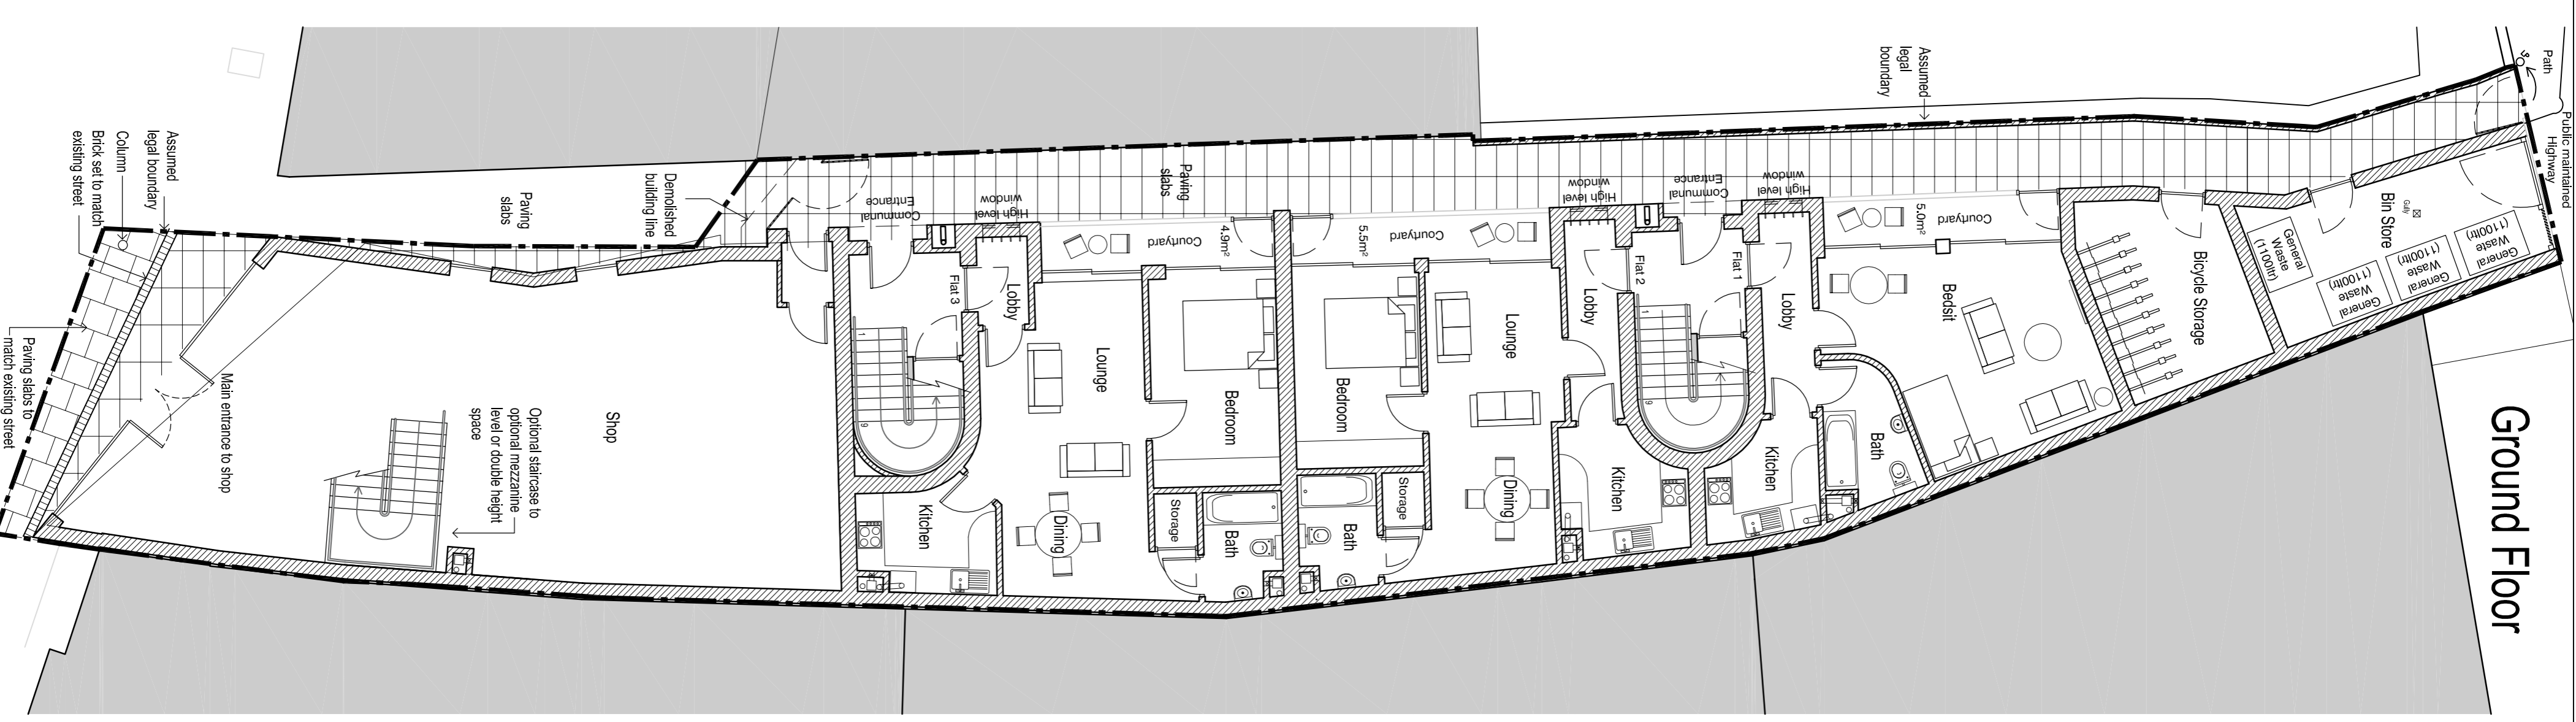 Ground Floor
Path
LP
Public maintained
Highway
Bin Store
Gully
General
Waste
(1100ltr)
General
Waste
(1100ltr)
General
Waste
(1100ltr)
General
Waste
(1100ltr)
Bicycle Storage
Assumed
legal
boundary
Courtyard
5.0m²
Bedsit
Bath
High level
window
Communal
Entrance
High level
window
Flat 1
Lobby
Kitchen
Flat 2
Lobby
Kitchen
1
9
Courtyard
5.5m²
Lounge
Dining
Bedroom
Storage
Bath
Paving
slabs
Courtyard
4.9m²
Bedroom
Storage
Bath
Lounge
Dining
High level
window
Communal
Entrance
Flat 3
Lobby
Kitchen
1
9
Demolished
building line
Paving
slabs
Shop
Optional staircase to
optional mezzanine
level or double height
space
Main entrance to shop
Assumed
legal boundary
Column
Brick set to match
existing street
Paving slabs to
match existing street